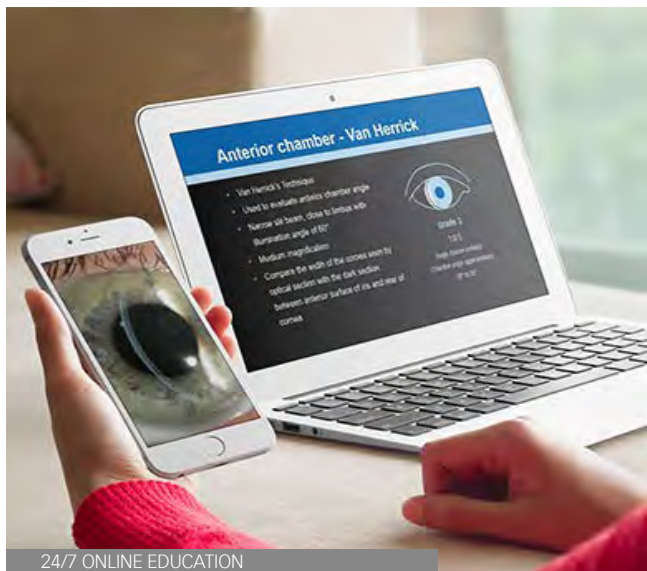 Anterior chamber - Van Herrick
• Van Herrick's Technique
• Used to evaluate anterior chamber angle
• Narrow slit beam, close to limbus with
illumination angle of 60°
• Medium magnification
• Compare the width of the cornea seen by
optical section with the dark section
between anterior surface of iris and rear of
cornea
Grade 3
24/7 ONLINE EDUCATION